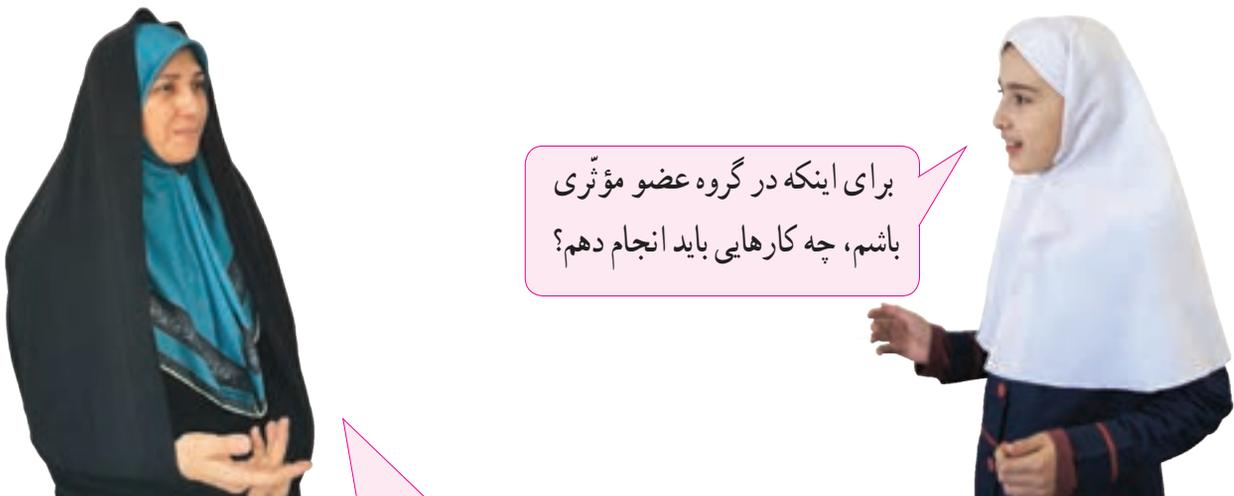 برای اینکه در گروه عضو مؤثّری
باشم، چه کارهایی باید انجام دهم؟